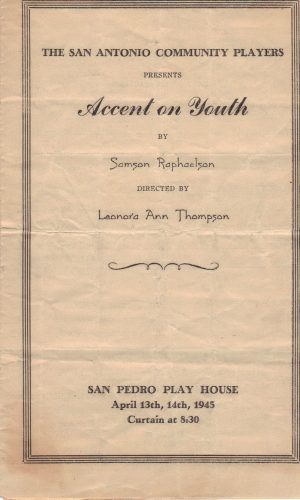 THE SAN ANTONIO COMMUNITY PLAYERS
PRESENTS
Accent on Youth
BY
Samson Raphaelson
DIRECTED BY
Leonora Ann Thompson
SAN PEDRO PLAY HOUSE
April 13th, 14th, 1945
Curtain at 8:30